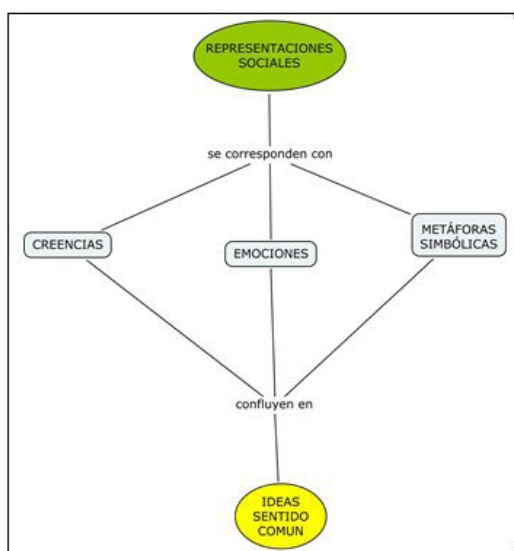 REPRESENTACIONES
SOCIALES
se corresponden con
CREENCIAS
EMOCIONES
METÁFORAS
SIMBÓLICAS
confluyen en
IDEAS
SENTIDO
COMUN